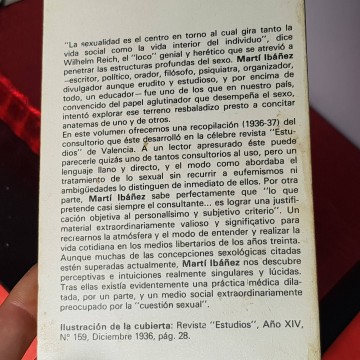 "La sexualidad es el centro en torno al cual gira tanto la
vida social como la vida interior del individuo", dice
Wilhelm Reich, el "loco" genial y herético que se atrevió a
penetrar las estructuras profundas del sexo. Martí Ibáñez
—escritor, político, orador, filósofo, psiquiatra, organizador,
divulgador aunque erudito y estudioso, y por encima de
todo, un educador— fue uno de los que en nuestro país,
convencido del papel aglutinador que desempeña el sexo,
intentó explorar ese terreno resbaladizo presto a concitar
anatemas de uno y de otros.
En este volumen ofrecemos una recopilación (1936-37) del
consultorio que éste desarrolló en la célebre revista "Estu-
dios" de Valencia. A un lector apresurado éste puede
parecerle quizás uno de tantos consultorios al uso, pero un
lenguaje llano y directo, y el modo como abordaba el
tratamiento de lo sexual sin recurrir a eufemismos ni
ambigüedades lo distinguen de inmediato de ellos. Por otra
parte, Martí Ibáñez sabe perfectamente que "lo que
pretende casi siempre el consultante... es lograr una justifi-
cación objetiva al personalísimo y subjetivo criterio". Un
material extraordinariamente valioso y significativo para
recrearnos la atmósfera y el modo de entender y realizar la
vida cotidiana en los medios libertarios de los años treinta.
Aunque muchas de las concepciones sexológicas citadas
estén superadas actualmente, Martí Ibáñez nos descubre
perceptivas e intuiciones realmente singulares y lúcidas.
Tras ellas existía evidentemente una práctica médica dila-
tada, por un parte, y un medio social extraordinariamente
preocupado por la "cuestión sexual".
Ilustración de la cubierta: Revista "Estudios", Año XIV,
N.º 159, Diciembre 1936, pág. 28.